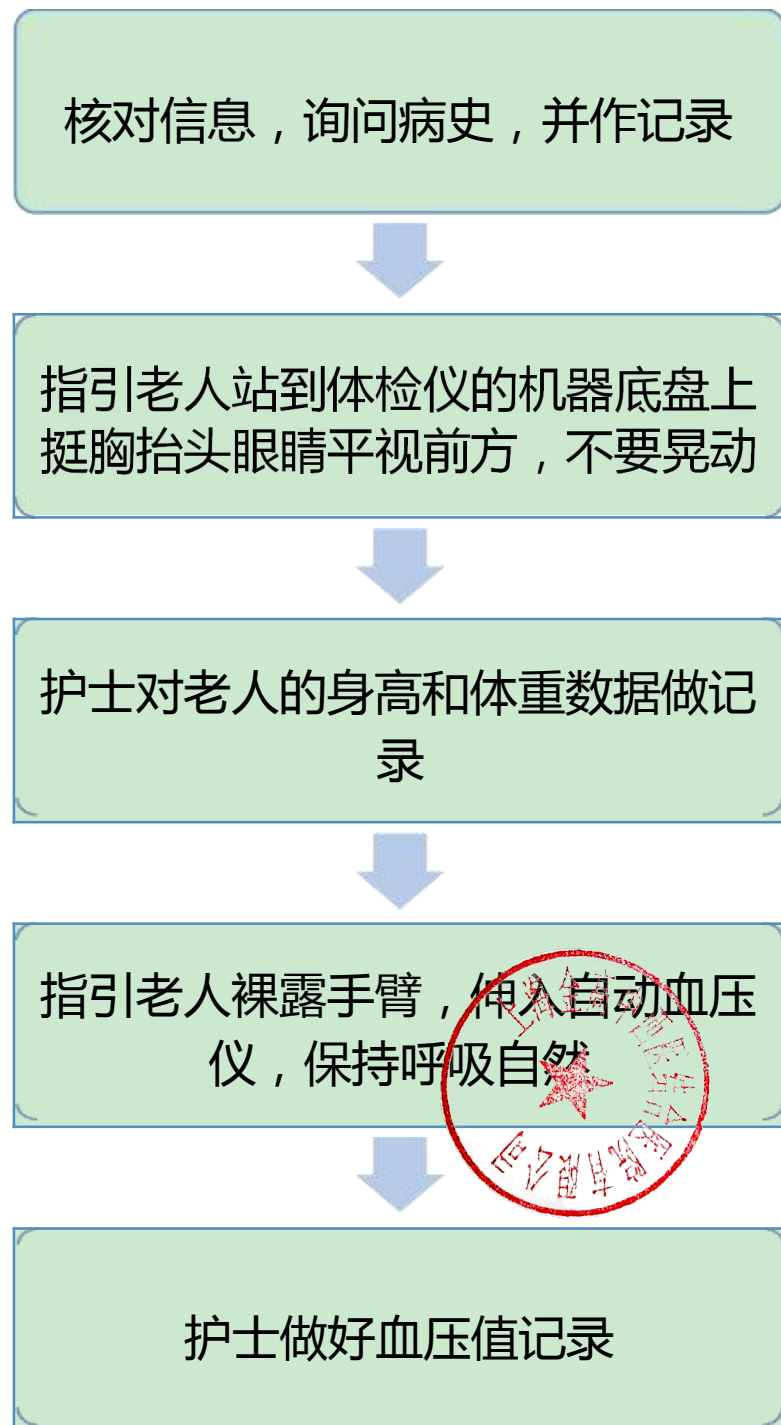 核对信息，询问病史，并作记录
指引老人站到体检仪的机器底盘上
挺胸抬头眼睛平视前方，不要晃动
护士对老人的身高和体重数据做记
录
指引老人裸露手臂，伸入自动血压
仪，保持呼吸自然
护士做好血压值记录